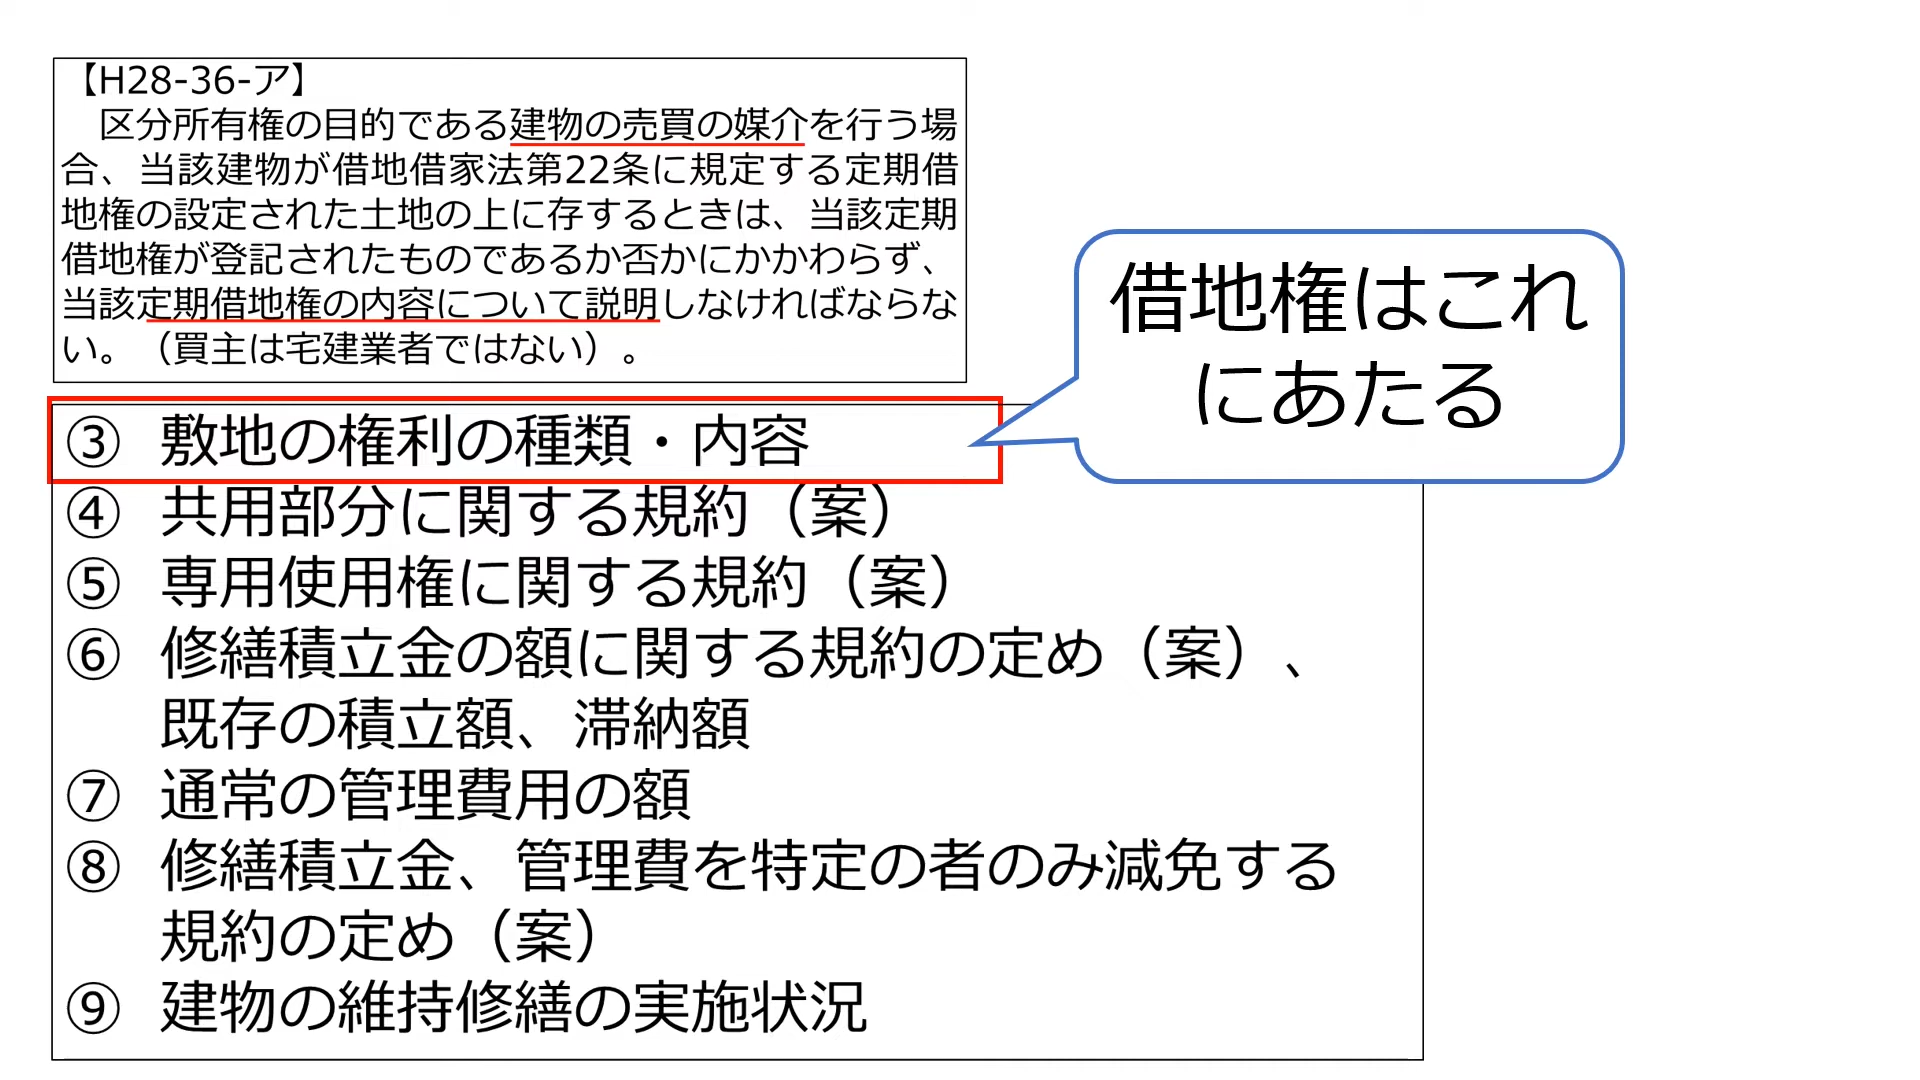 【H28-36-ア】
区分所有権の目的である建物の売買の媒介を行う場
合、当該建物が借地借家法第22条に規定する定期借
地権の設定された土地の上に存するときは、当該定期
借地権が登記されたものであるか否かにかかわらず、
当該定期借地権の内容について説明しなければならな
い。（買主は宅建業者ではない）。
借地権はこれ
にあたる
③ 敷地の権利の種類・内容
④ 共用部分に関する規約（案）
⑤ 専用使用権に関する規約（案）
⑥ 修繕積立金の額に関する規約の定め（案）、
既存の積立額、滞納額
⑦ 通常の管理費用の額
⑧ 修繕積立金、管理費を特定の者のみ減免する
規約の定め（案）
⑨ 建物の維持修繕の実施状況